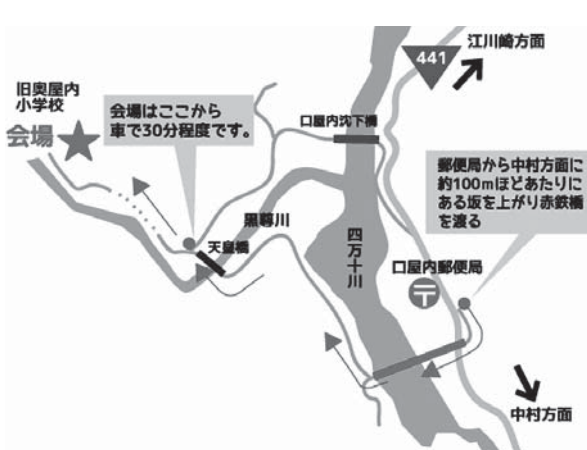 441
江川崎方面
旧奥屋内
小学校
会場
会場はここから
車で30分程度です。
口屋内沈下橋
郵便局から中村方面に
約100mほどあたりに
ある坂を上がり赤鉄橋
を渡る
黒尊川
天皇橋
四万十川
口屋内郵便局
〒
中村方面